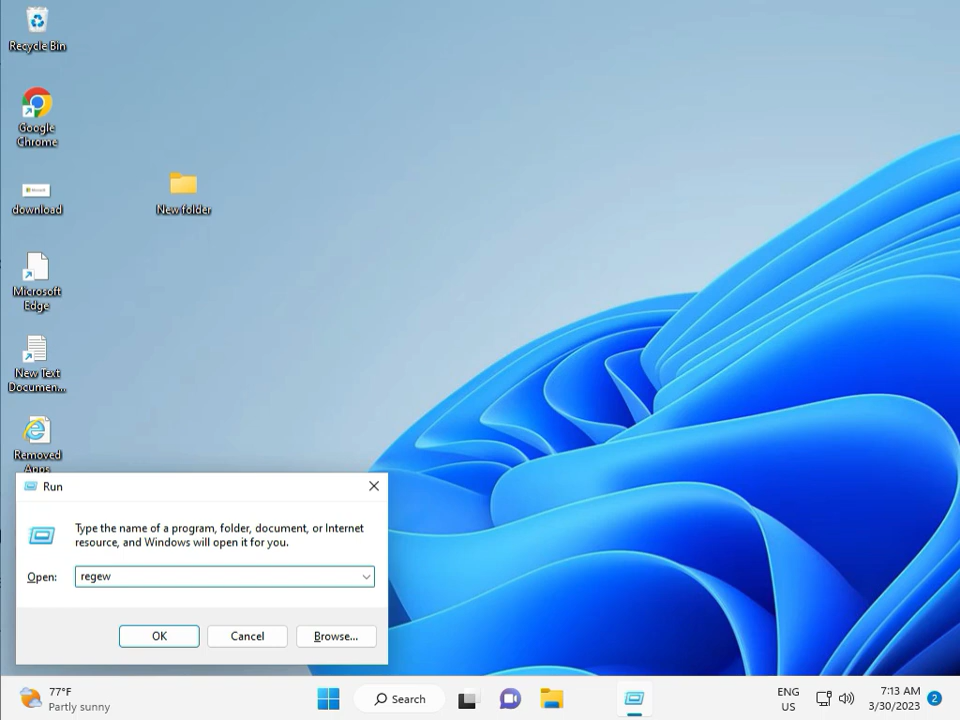 Recycle Bin
Google
Chrome
download
New folder
Microsoft
Edge
New Text
Documen...
Removed
Apps
Run
Type the name of a program, folder, document, or Internet
resource, and Windows will open it for you.
Open:
regew
OK
Cancel
Browse...
77°F
Partly sunny
Search
ENG
US
7:13 AM
3/30/2023
2